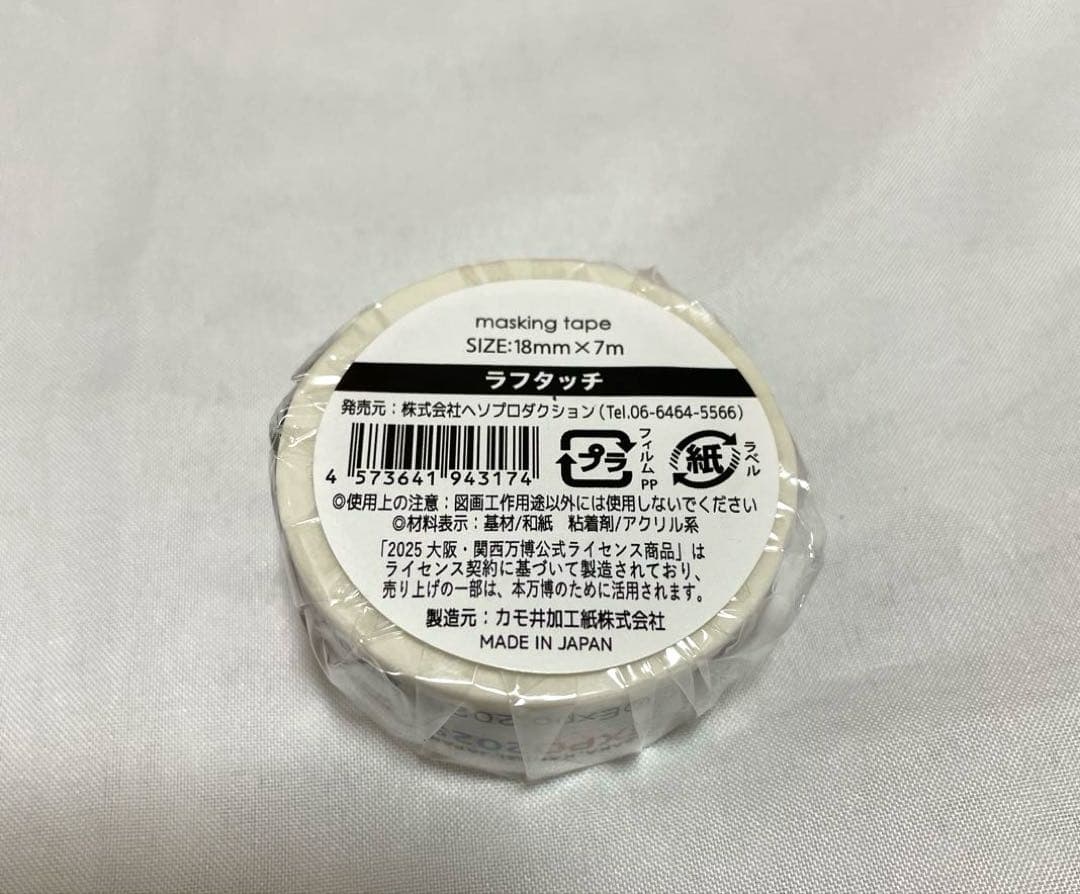 masking tape
SIZE:18mm×7m
ラフタッチ
発売元：株式会社ヘソプロダクション（Tel.06-6464-5566）
4 573641 943174
プラ
フィルム PP
紙
ラベル
◎使用上の注意：図画工作用途以外には使用しないでください
◎材料表示：基材/和紙　粘着剤/アクリル系
「2025 大阪・関西万博公式ライセンス商品」は
ライセンス契約に基づいて製造されており、
売り上げの一部は、本万博のために活用されます。
製造元：カモ井加工紙株式会社
MADE IN JAPAN
EXPO 202
EXPO 2025